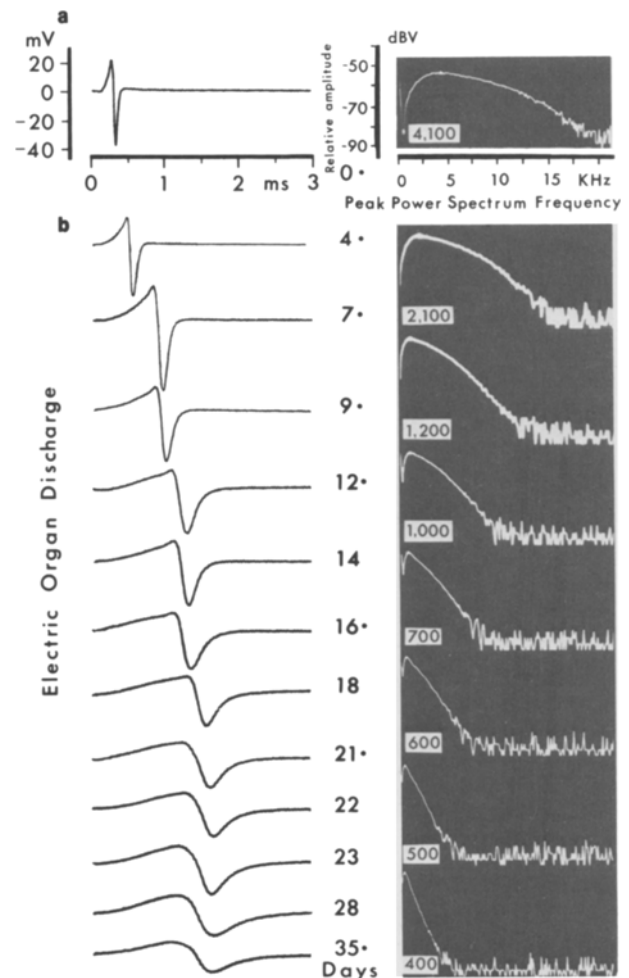 a
mV
20
0
-20
-40
0 1 ms 2 3
dBV
Relative amplitude
-50
-70
-90
0•
4,100
0 5 10 15 KHz
Peak Power Spectrum Frequency
b
Electric Organ Discharge
4•
2,100
7•
1,200
9•
12•
1,000
14
700
16•
18
600
21•
22
500
23
28
400
35•
Days